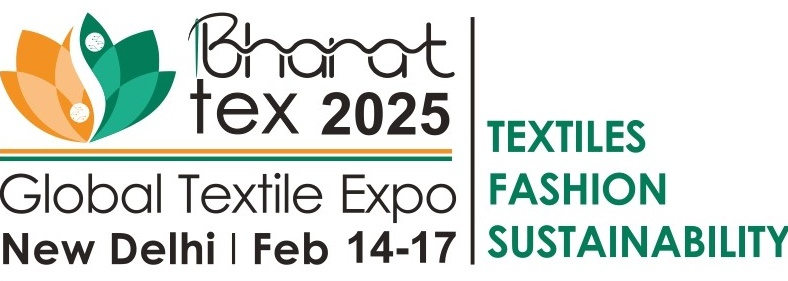 Bharat
tex 2025
Global Textile Expo
New Delhi | Feb 14-17
TEXTILES
FASHION
SUSTAINABILITY